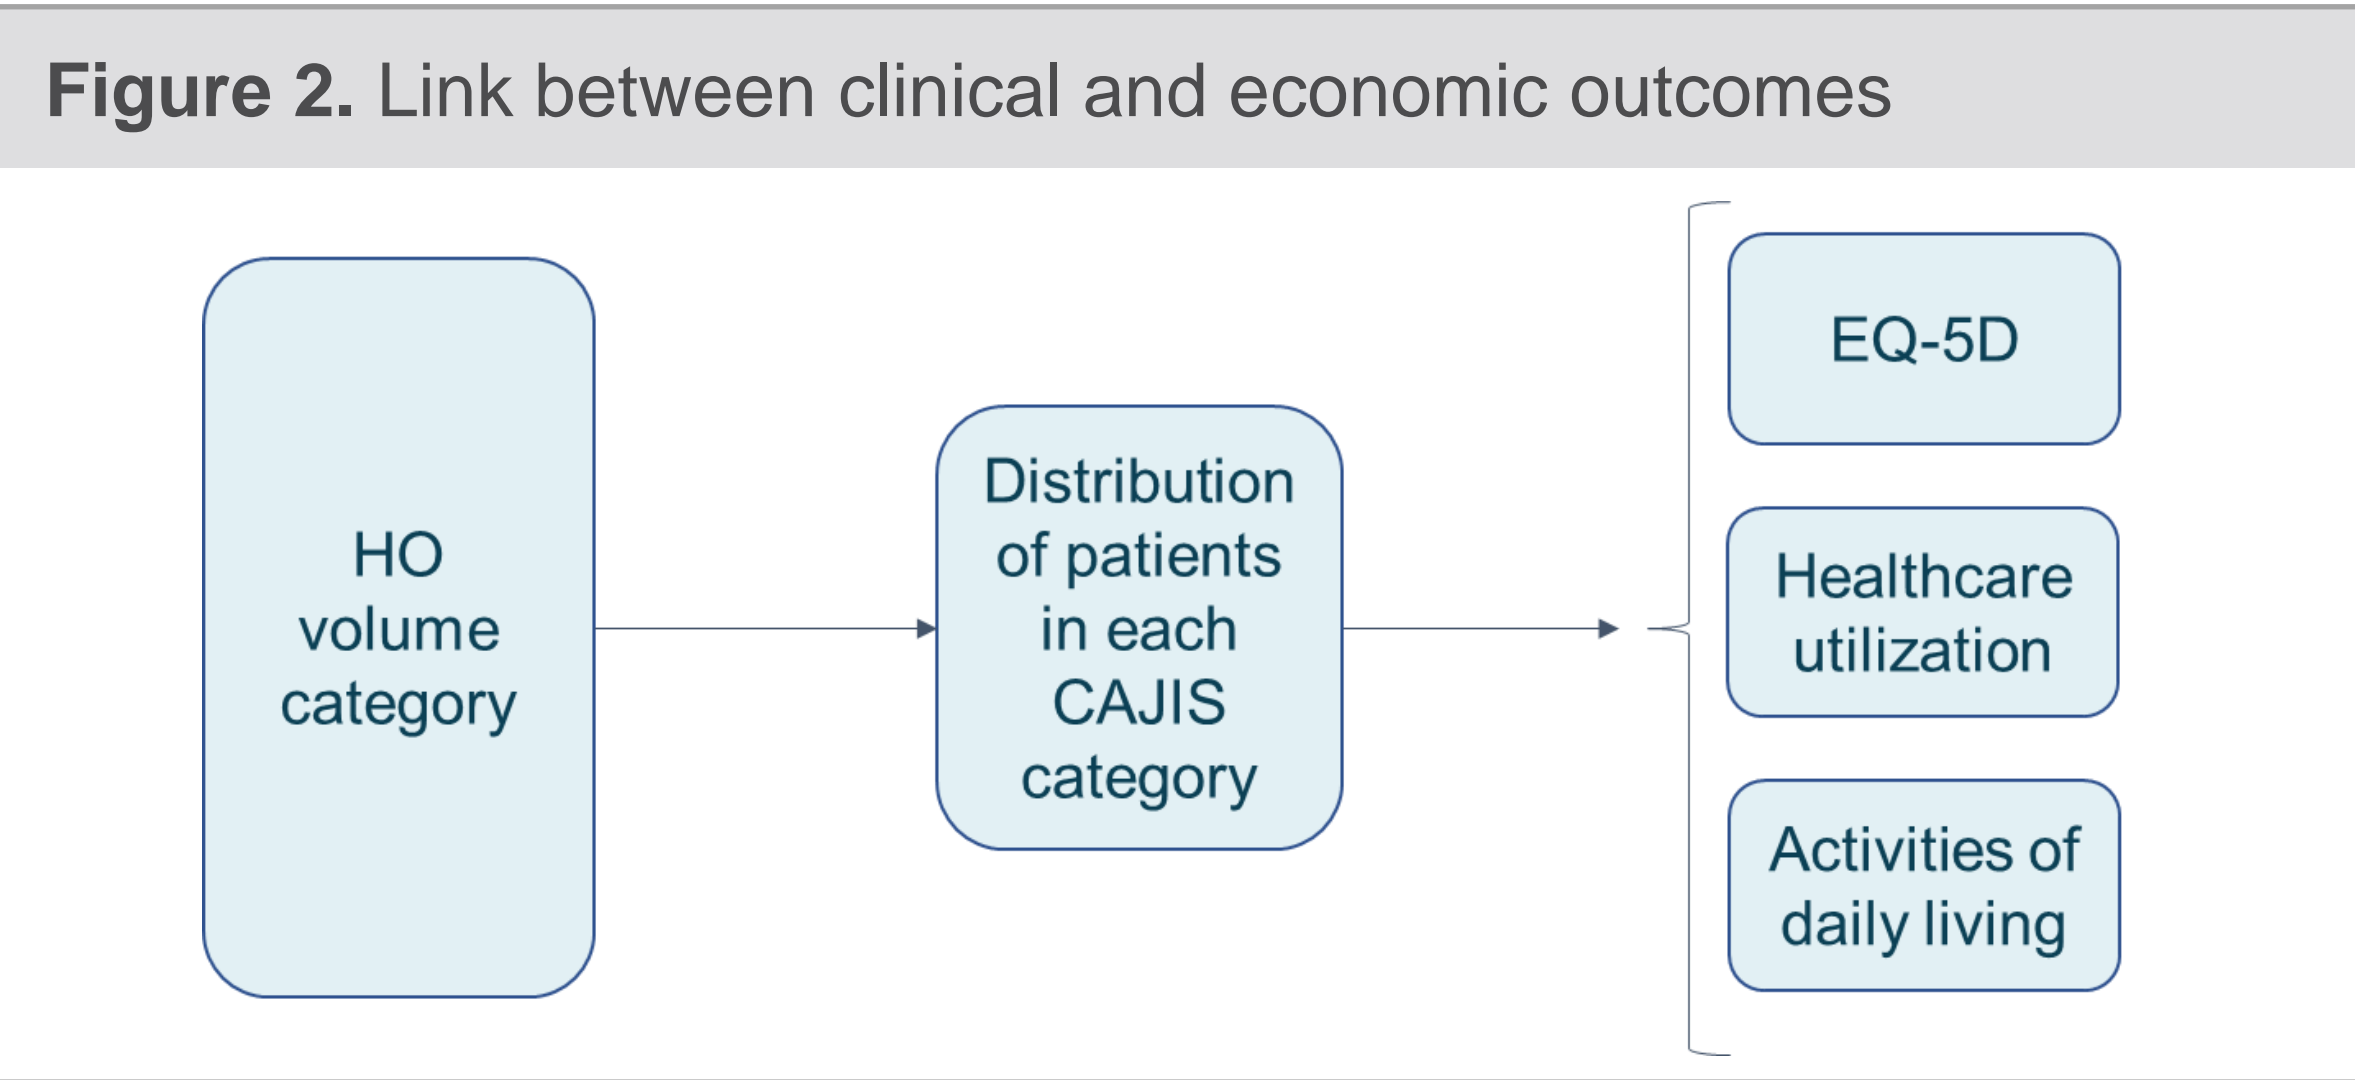 Figure 2. Link between clinical and economic outcomes
HO
volume
category
Distribution
of patients
in each
CAJIS
category
EQ-5D
Healthcare
utilization
Activities of
daily living